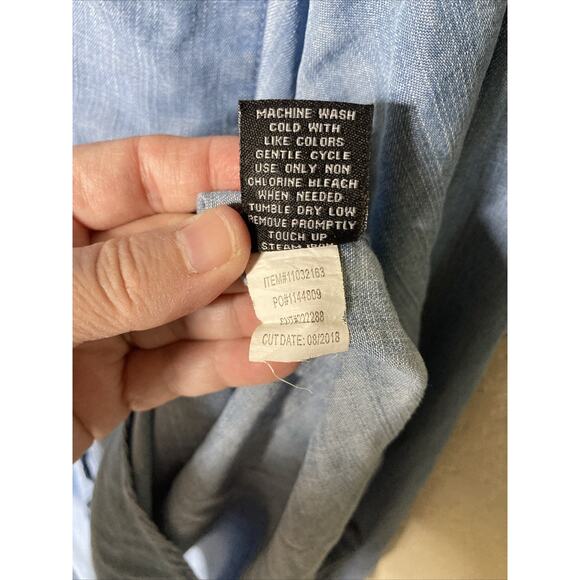 MACHINE WASH
COLD WITH
LIKE COLORS
GENTLE CYCLE
USE ONLY NON
CHLORINE BLEACH
WHEN NEEDED
TUMBLE DRY LOW
REMOVE PROMPTLY
TOUCH UP
STEAM IRON
ITEM#11032163
PO#1144809
CUT DATE: 08/2018